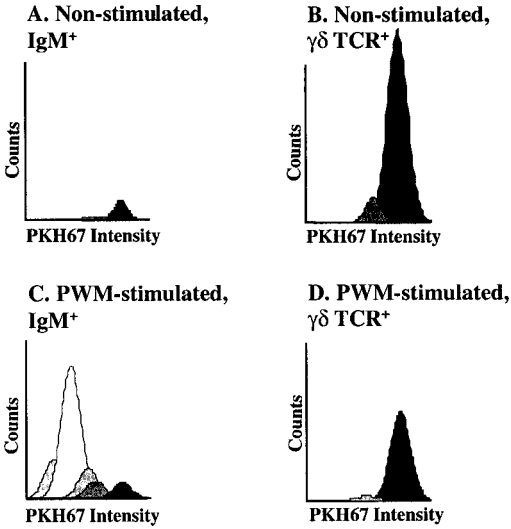 A. Non-stimulated,
IgM⁺
Counts
PKH67 Intensity
B. Non-stimulated,
γδ TCR⁺
Counts
PKH67 Intensity
C. PWM-stimulated,
IgM⁺
Counts
PKH67 Intensity
D. PWM-stimulated,
γδ TCR⁺
Counts
PKH67 Intensity